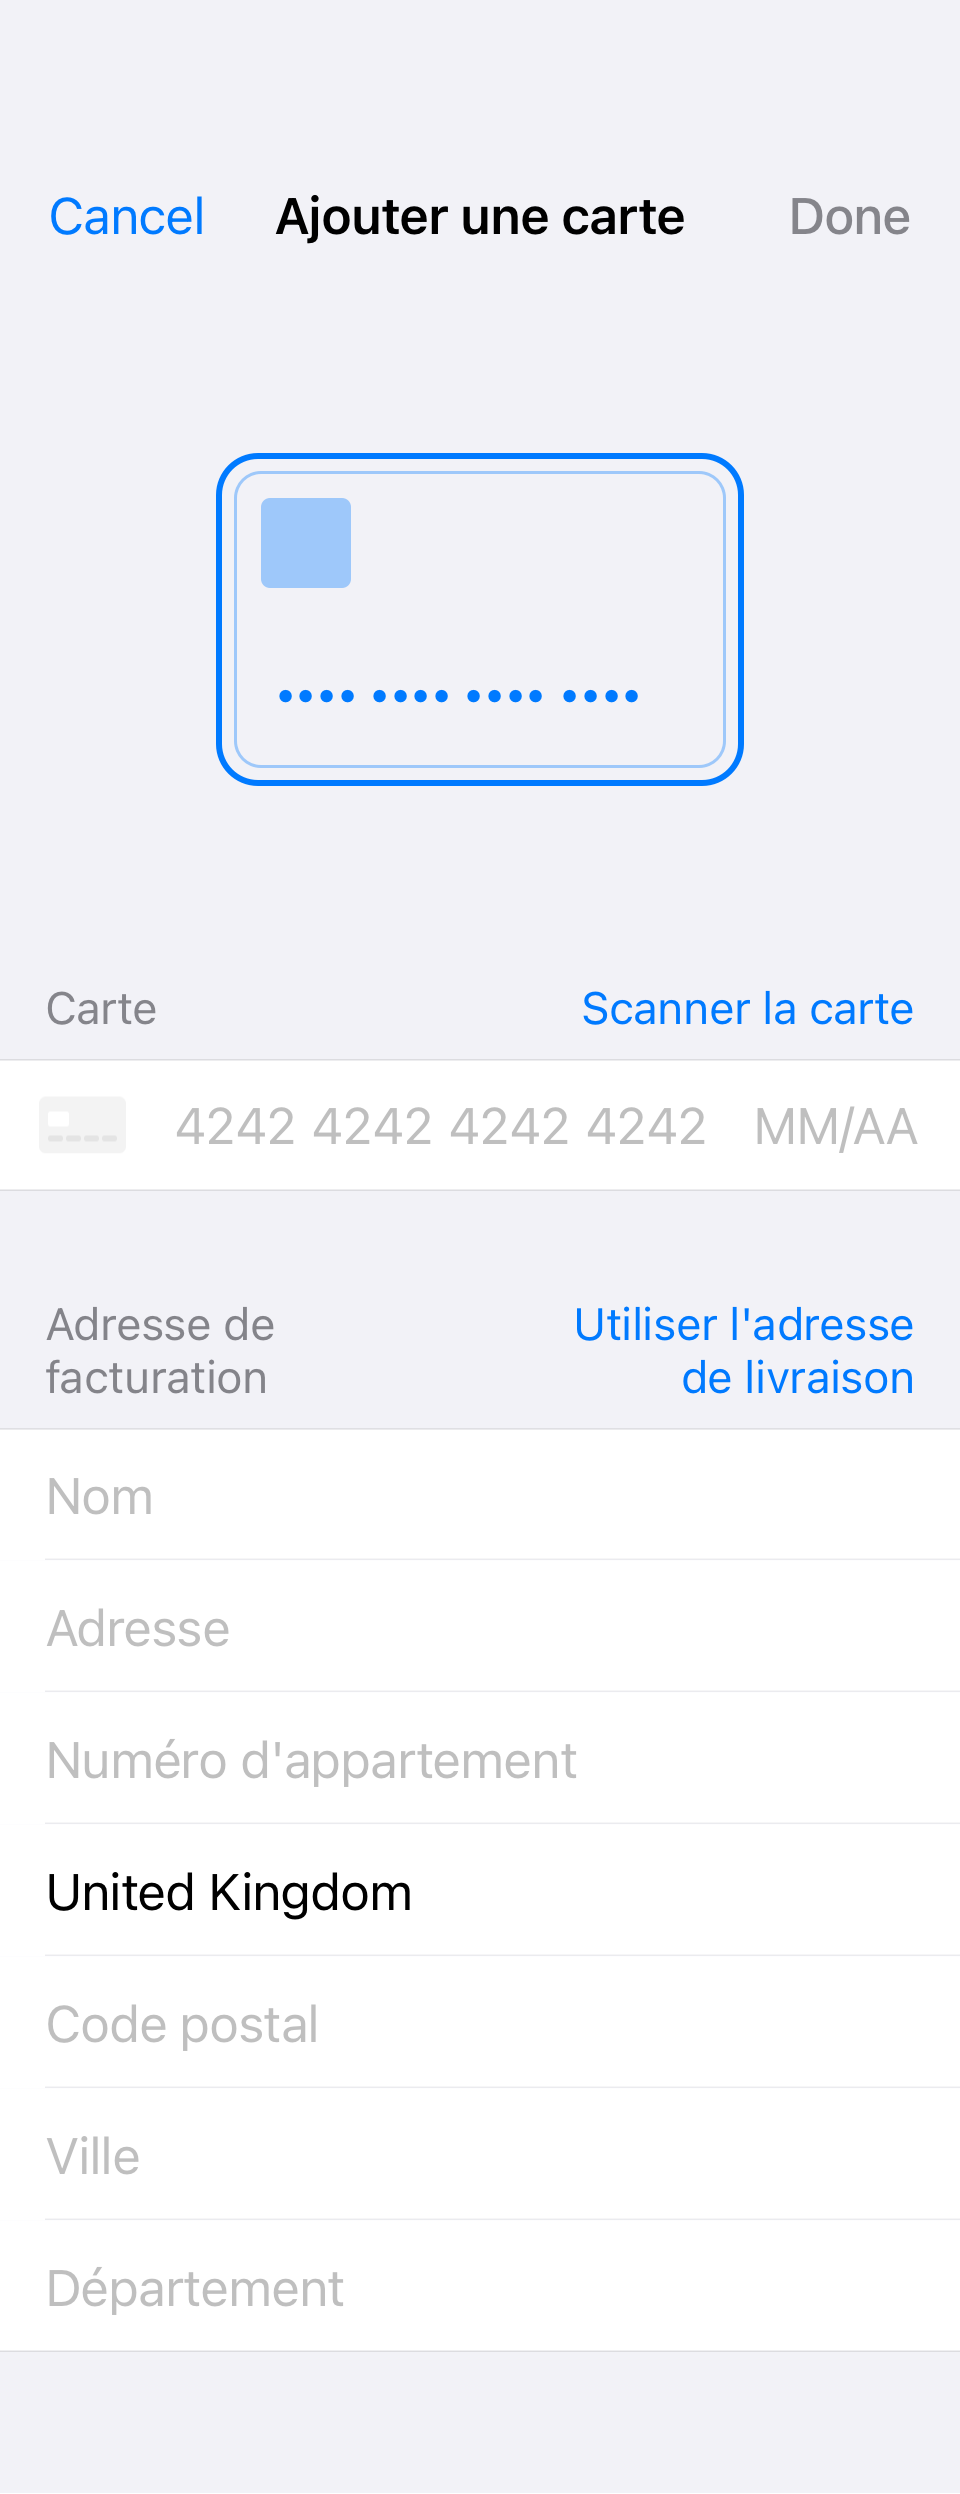 Cancel Ajouter une carte Done
•••• •••• •••• ••••
Carte Scanner la carte
4242 4242 4242 4242 MM/AA
Adresse de facturation
Utiliser l'adresse de livraison
Nom
Adresse
Numéro d'appartement
United Kingdom
Code postal
Ville
Département